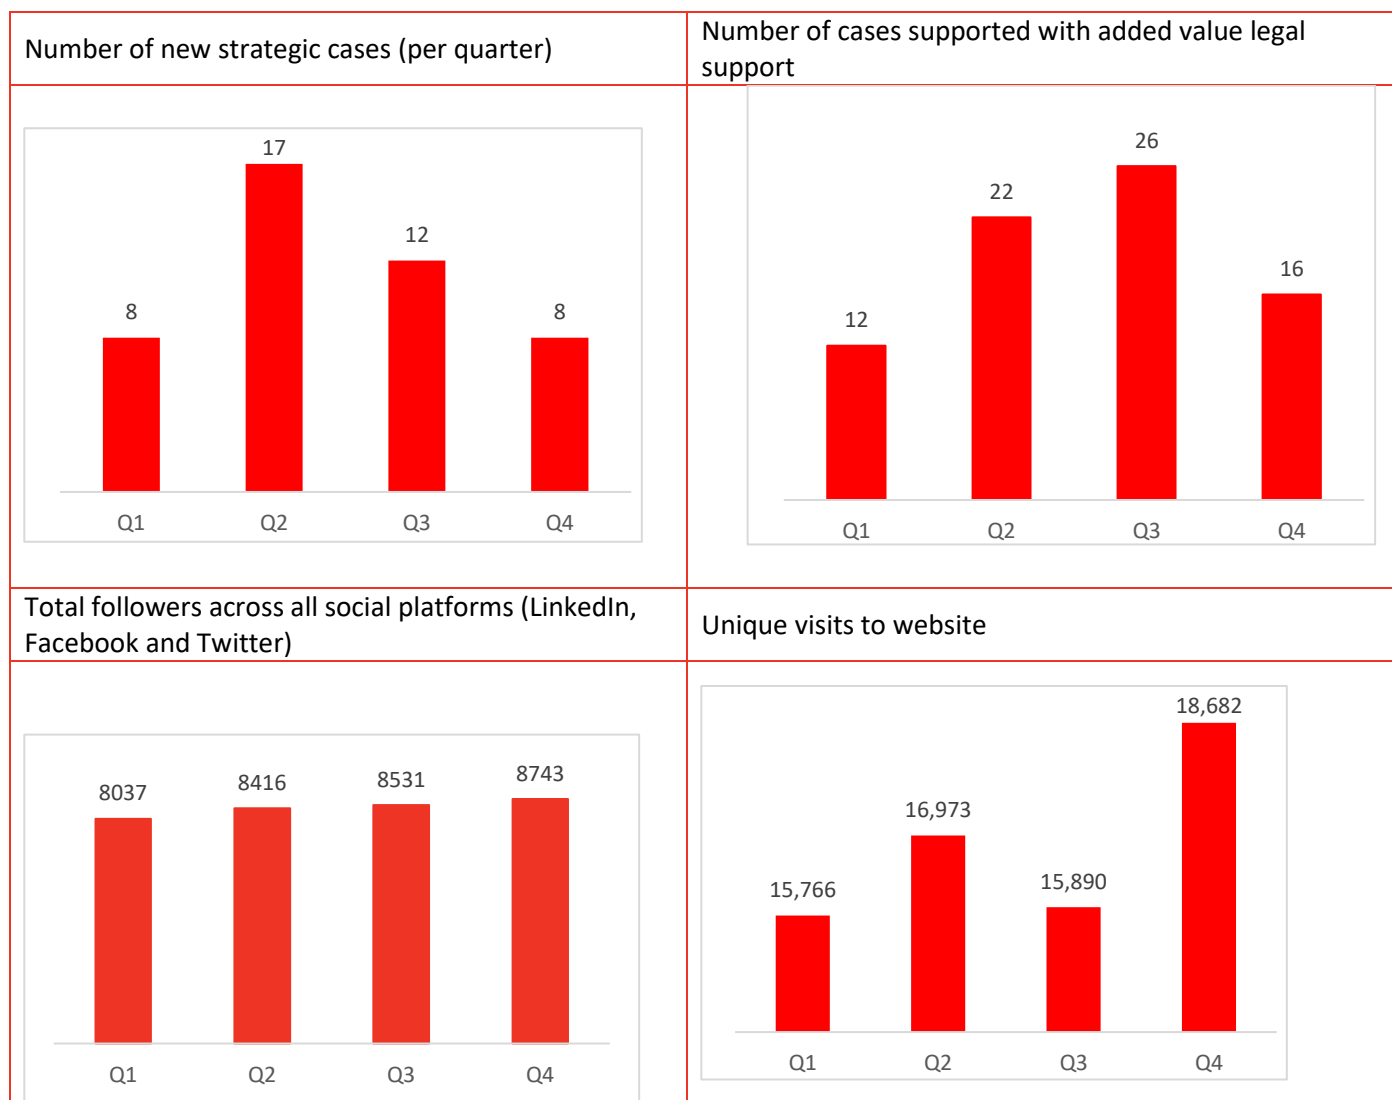 Number of new strategic cases (per quarter)
Number of cases supported with added value legal
support
17
12
8
8
Q1 Q2 Q3 Q4
26
22
16
12
Q1 Q2 Q3 Q4
Total followers across all social platforms (LinkedIn,
Facebook and Twitter)
Unique visits to website
8037 8416 8531 8743
Q1 Q2 Q3 Q4
18,682
16,973
15,890
15,766
Q1 Q2 Q3 Q4